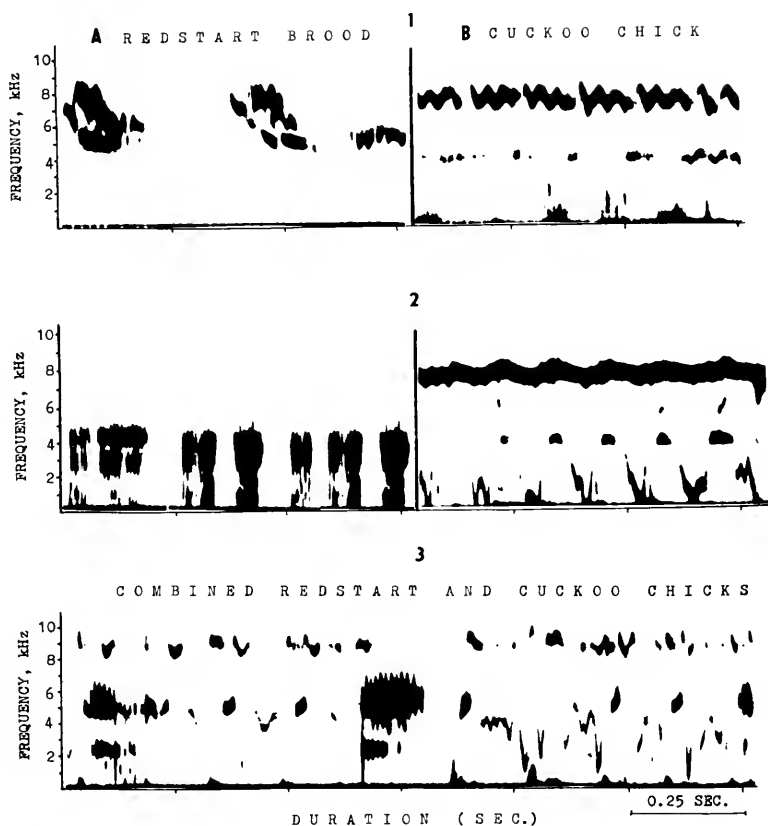 1
A REDSTART BROOD B CUCKOO CHICK
FREQUENCY, kHz
10
8
6
4
2
2
FREQUENCY, kHz
10
8
6
4
2
3
COMBINED REDSTART AND CUCKOO CHICKS
FREQUENCY, kHz
10
8
6
4
2
0.25 SEC.
DURATION (SEC.)